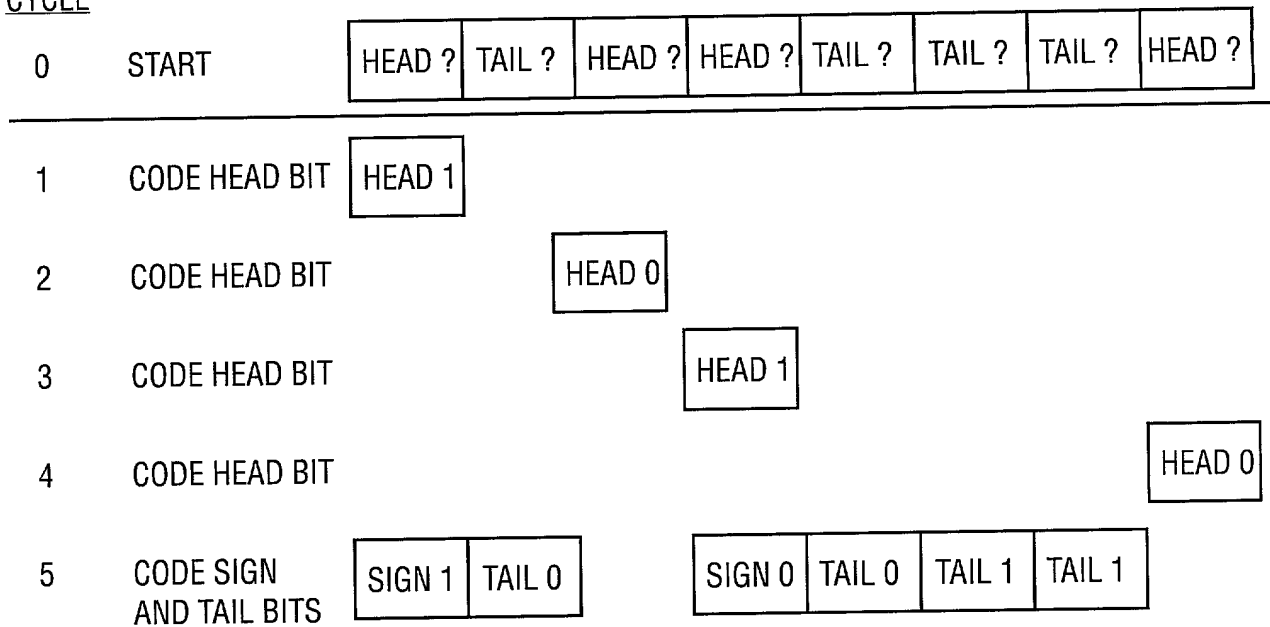 CYCLE
0 START HEAD ? TAIL ? HEAD ? HEAD ? TAIL ? TAIL ? TAIL ? HEAD ?
1 CODE HEAD BIT HEAD 1
2 CODE HEAD BIT HEAD 0
3 CODE HEAD BIT HEAD 1
4 CODE HEAD BIT HEAD 0
5 CODE SIGN SIGN 1 TAIL 0 SIGN 0 TAIL 0 TAIL 1 TAIL 1
AND TAIL BITS